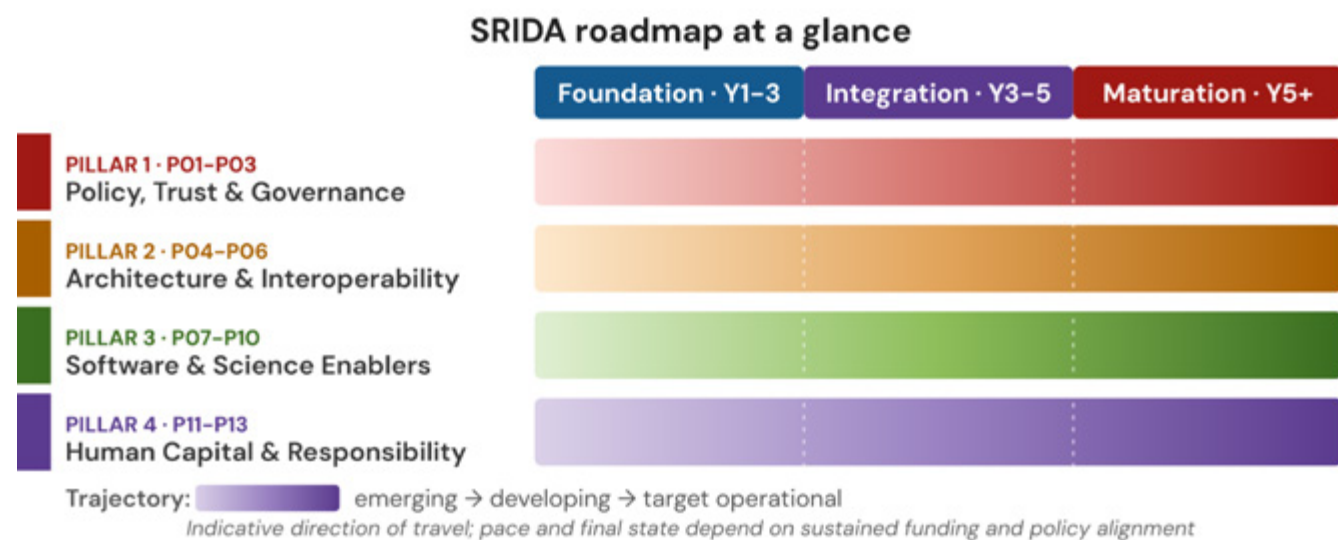 SRIDA roadmap at a glance
Foundation · Y1–3
Integration · Y3–5
Maturation · Y5+
PILLAR 1 · P01–P03
Policy, Trust & Governance
PILLAR 2 · P04–P06
Architecture & Interoperability
PILLAR 3 · P07–P10
Software & Science Enablers
PILLAR 4 · P11–P13
Human Capital & Responsibility
Trajectory: emerging → developing → target operational
Indicative direction of travel; pace and final state depend on sustained funding and policy alignment